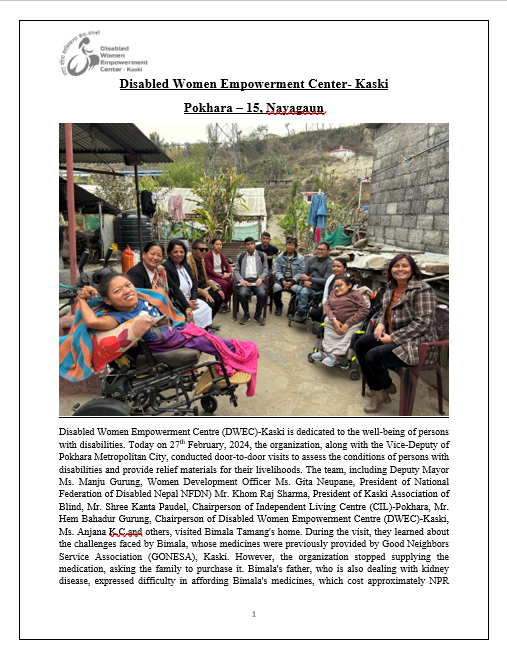 Disabled
Women
Empowerment
Center - Kaski
Disabled Women Empowerment Center- Kaski
Pokhara – 15, Nayagaun
Disabled Women Empowerment Centre (DWEC)-Kaski is dedicated to the well-being of persons
with disabilities. Today on 27th February, 2024, the organization, along with the Vice-Deputy of
Pokhara Metropolitan City, conducted door-to-door visits to assess the conditions of persons with
disabilities and provide relief materials for their livelihoods. The team, including Deputy Mayor
Ms. Manju Gurung, Women Development Officer Ms. Gita Neupane, President of National
Federation of Disabled Nepal NFDN) Mr. Khom Raj Sharma, President of Kaski Association of
Blind, Mr. Shree Kanta Paudel, Chairperson of Independent Living Centre (CIL)-Pokhara, Mr.
Hem Bahadur Gurung, Chairperson of Disabled Women Empowerment Centre (DWEC)-Kaski,
Ms. Anjana K.C.and others, visited Bimala Tamang's home. During the visit, they learned about
the challenges faced by Bimala, whose medicines were previously provided by Good Neighbors
Service Association (GONESA), Kaski. However, the organization stopped supplying the
medication, asking the family to purchase it. Bimala's father, who is also dealing with kidney
disease, expressed difficulty in affording Bimala's medicines, which cost approximately NPR
1